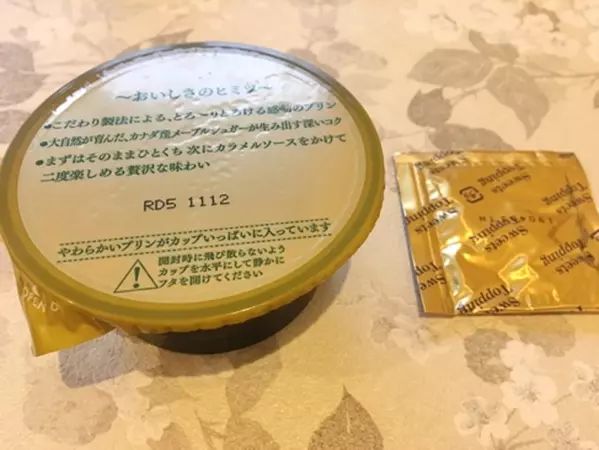 ～おいしさのヒミツ～
●こだわり製法による、とろ～りととろける感動のプリン
●大自然が育んだ、カナダ産メープルシュガーが生み出す深いコク
●まずはそのままひとくち 次にカラメルソースをかけて
二度楽しめる贅沢な味わい
RD5 1112
やわらかいプリンがカップいっぱいに入っています
開封時に飛び散らないよう
カップを水平にして静かに
フタを開けてください
OPEN
Sweets
Topping
Sweets
Topping
Sweets
Topping